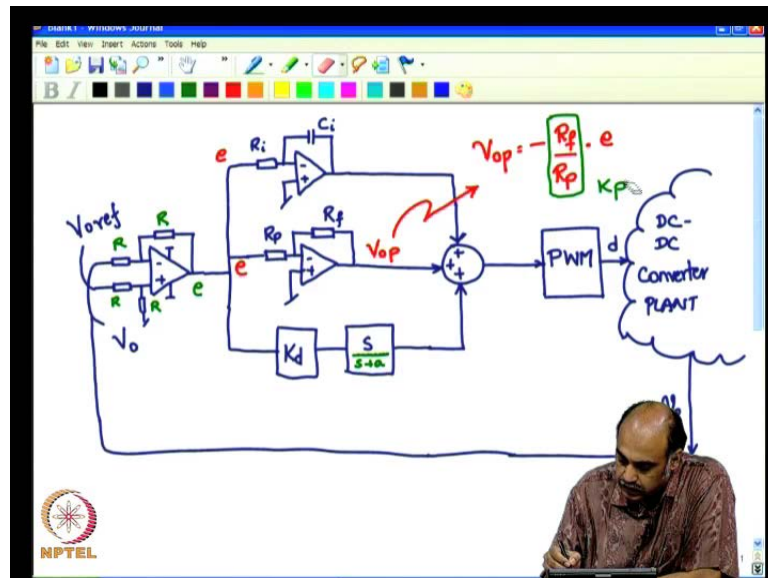 Blank1 - Windows Journal
File Edit View Insert Actions Tools Help
B I
Ci
e Ri
Vop = - Rf/Rp . e
Kp
Voref
R
Rp Rf
R e e Vop
R R
Vo
PWM d
DC-
DC
Converter
PLANT
Kd
S
s+a
NPTEL
1